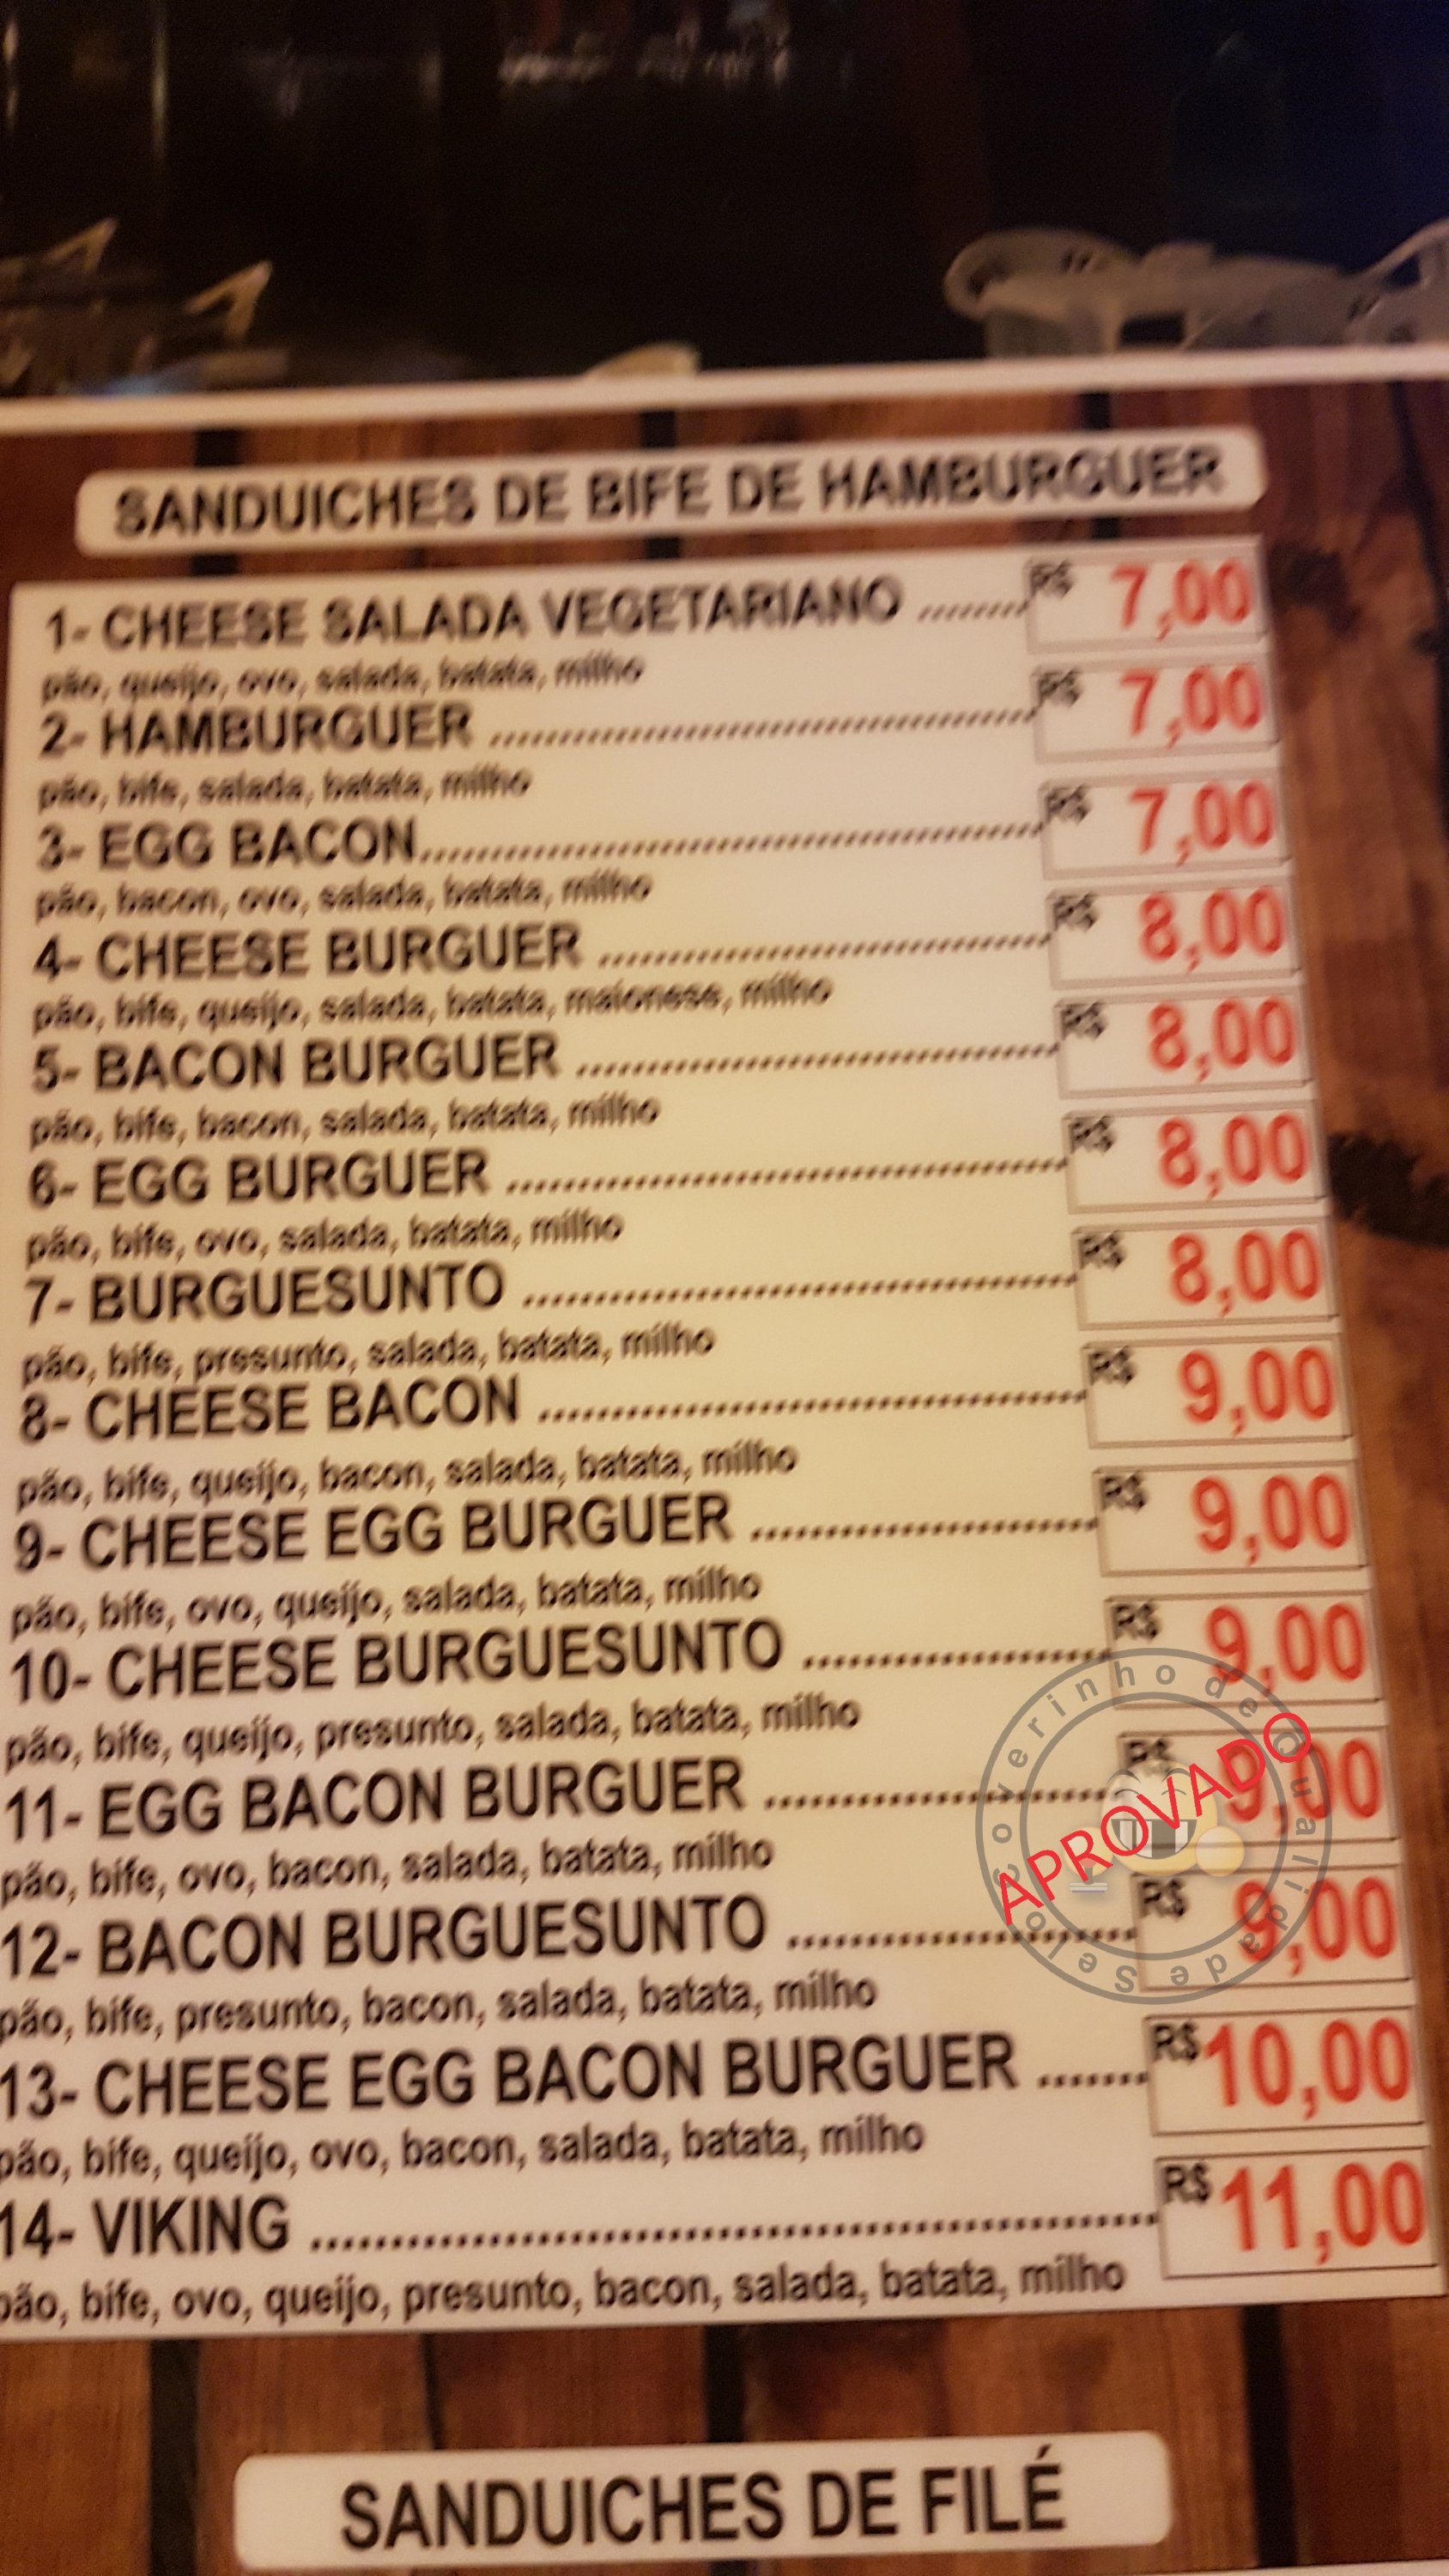 SANDUICHES DE BIFE DE HAMBURGUER
1- CHEESE SALADA VEGETARIANO ........ R$ 7,00
pão, queijo, ovo, salada, batata, milho
2- HAMBURGUER ........ R$ 7,00
pão, bife, salada, batata, milho
3- EGG BACON........ R$ 7,00
pão, bacon, ovo, salada, batata, milho
4- CHEESE BURGUER ........ R$ 8,00
pão, bife, queijo, salada, batata, maionese, milho
5- BACON BURGUER ........ R$ 8,00
pão, bife, bacon, salada, batata, milho
6- EGG BURGUER ........ R$ 8,00
pão, bife, ovo, salada, batata, milho
7- BURGUESUNTO ........ R$ 8,00
pão, bife, presunto, salada, batata, milho
8- CHEESE BACON ........ R$ 9,00
pão, bife, queijo, bacon, salada, batata, milho
9- CHEESE EGG BURGUER ........ R$ 9,00
pão, bife, ovo, queijo, salada, batata, milho
10- CHEESE BURGUESUNTO ........ R$ 9,00
pão, bife, queijo, presunto, salada, batata, milho
11- EGG BACON BURGUER ........ R$ 9,00
pão, bife, ovo, bacon, salada, batata, milho
12- BACON BURGUESUNTO ........ R$ 9,00
pão, bife, presunto, bacon, salada, batata, milho
13- CHEESE EGG BACON BURGUER ....... R$ 10,00
pão, bife, queijo, ovo, bacon, salada, batata, milho
14- VIKING ........ R$ 11,00
pão, bife, ovo, queijo, presunto, bacon, salada, batata, milho
SANDUICHES DE FILÉ
Selo Coverinho de Qualidade
APROVADO